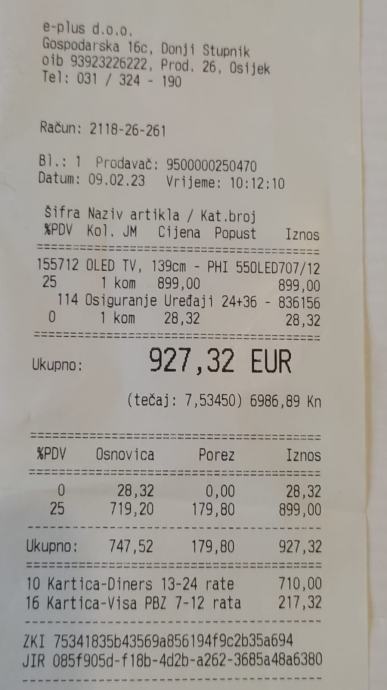 e-plus d.o.o.
Gospodarska 16c, Donji Stupnik
oib 93923226222, Prod. 26, Osijek
Tel: 031 / 324 - 190
Račun: 2118-26-261
Bl.: 1 Prodavač: 9500000250470
Datum: 09.02.23 Vrijeme: 10:12:10
Šifra Naziv artikla / Kat.broj
%PDV Kol. JM Cijena Popust Iznos
155712 OLED TV, 139cm - PHI 55OLED707/12
25 1 kom 899,00 899,00
114 Osiguranje Uređaji 24+36 - 836156
0 1 kom 28,32 28,32
Ukupno: 927,32 EUR
(tečaj: 7,53450) 6986,89 Kn
%PDV Osnovica Porez Iznos
0 28,32 0,00 28,32
25 719,20 179,80 899,00
Ukupno: 747,52 179,80 927,32
10 Kartica-Diners 13-24 rate 710,00
16 Kartica-Visa PBZ 7-12 rata 217,32
ZKI 75341835b43569a856194f9c2b35a694
JIR 085f905d-f18b-4d2b-a262-3685a48a6380